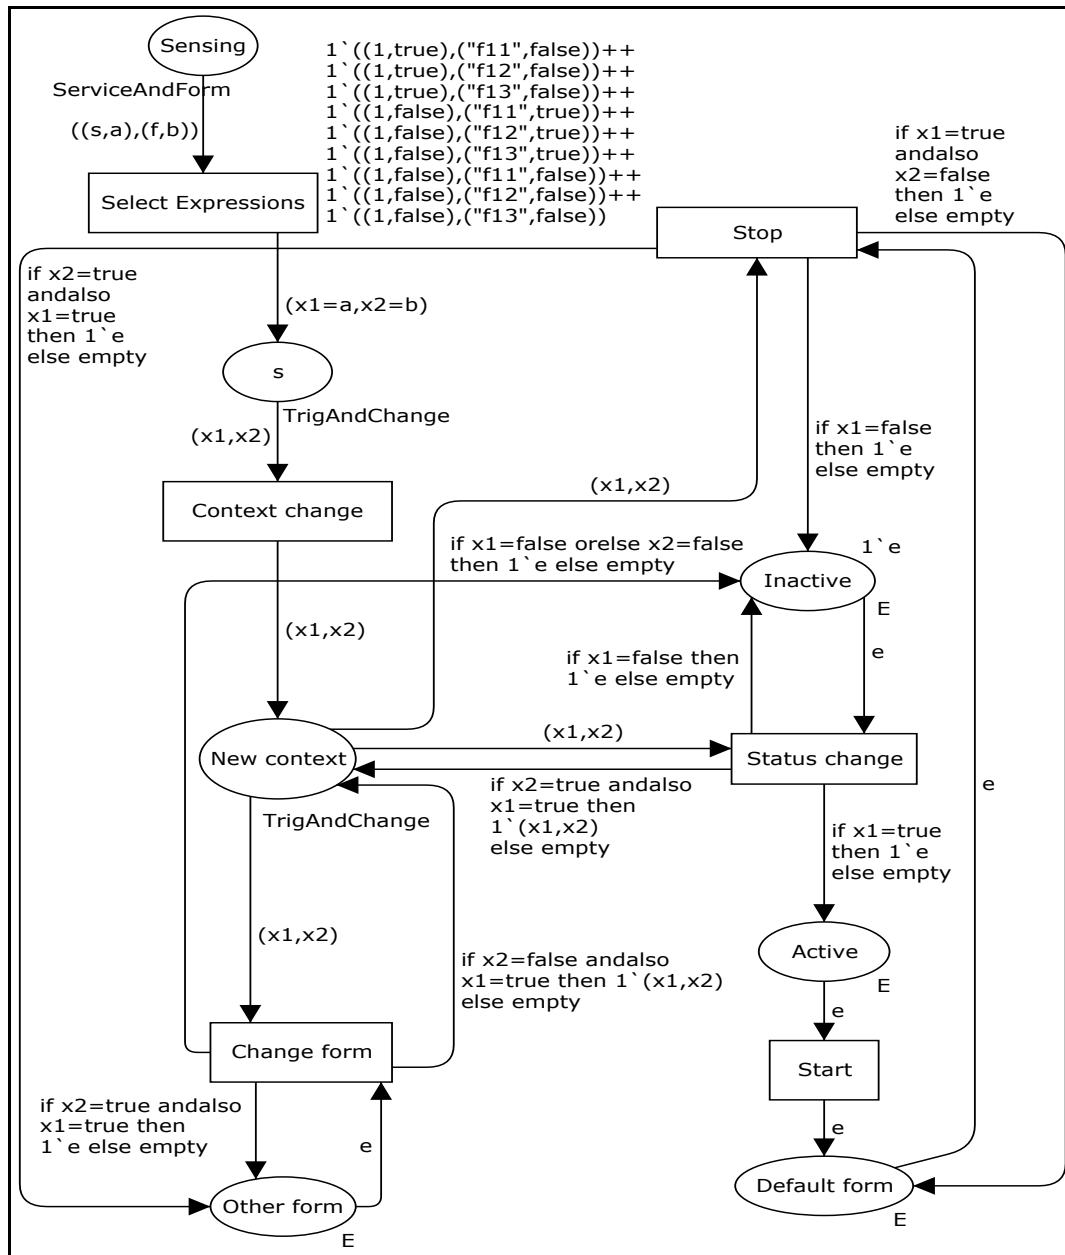 Sensing
ServiceAndForm
((s,a),(f,b))
Select Expressions
1`((1,true),("f11",false))++
1`((1,true),("f12",false))++
1`((1,true),("f13",false))++
1`((1,false),("f11",true))++
1`((1,false),("f12",true))++
1`((1,false),("f13",true))++
1`((1,false),("f11",false))++
1`((1,false),("f12",false))++
1`((1,false),("f13",false))
if x1=true
andalso
x2=false
then 1`e
else empty
Stop
if x2=true
andalso
x1=true
then 1`e
else empty
(x1=a,x2=b)
s
TrigAndChange
(x1,x2)
Context change
(x1,x2)
if x1=false
then 1`e
else empty
if x1=false orelse x2=false
then 1`e else empty
1`e
Inactive
E
(x1,x2)
e
if x1=false then
1`e else empty
New context
TrigAndChange
(x1,x2)
Status change
if x2=true andalso
x1=true then
1`(x1,x2)
else empty
e
if x1=true
then 1`e
else empty
(x1,x2)
if x2=false andalso
x1=true then 1`(x1,x2)
else empty
Active
E
e
Change form
Start
if x2=true andalso
x1=true then
1`e else empty
e
e
Other form
E
Default form
E